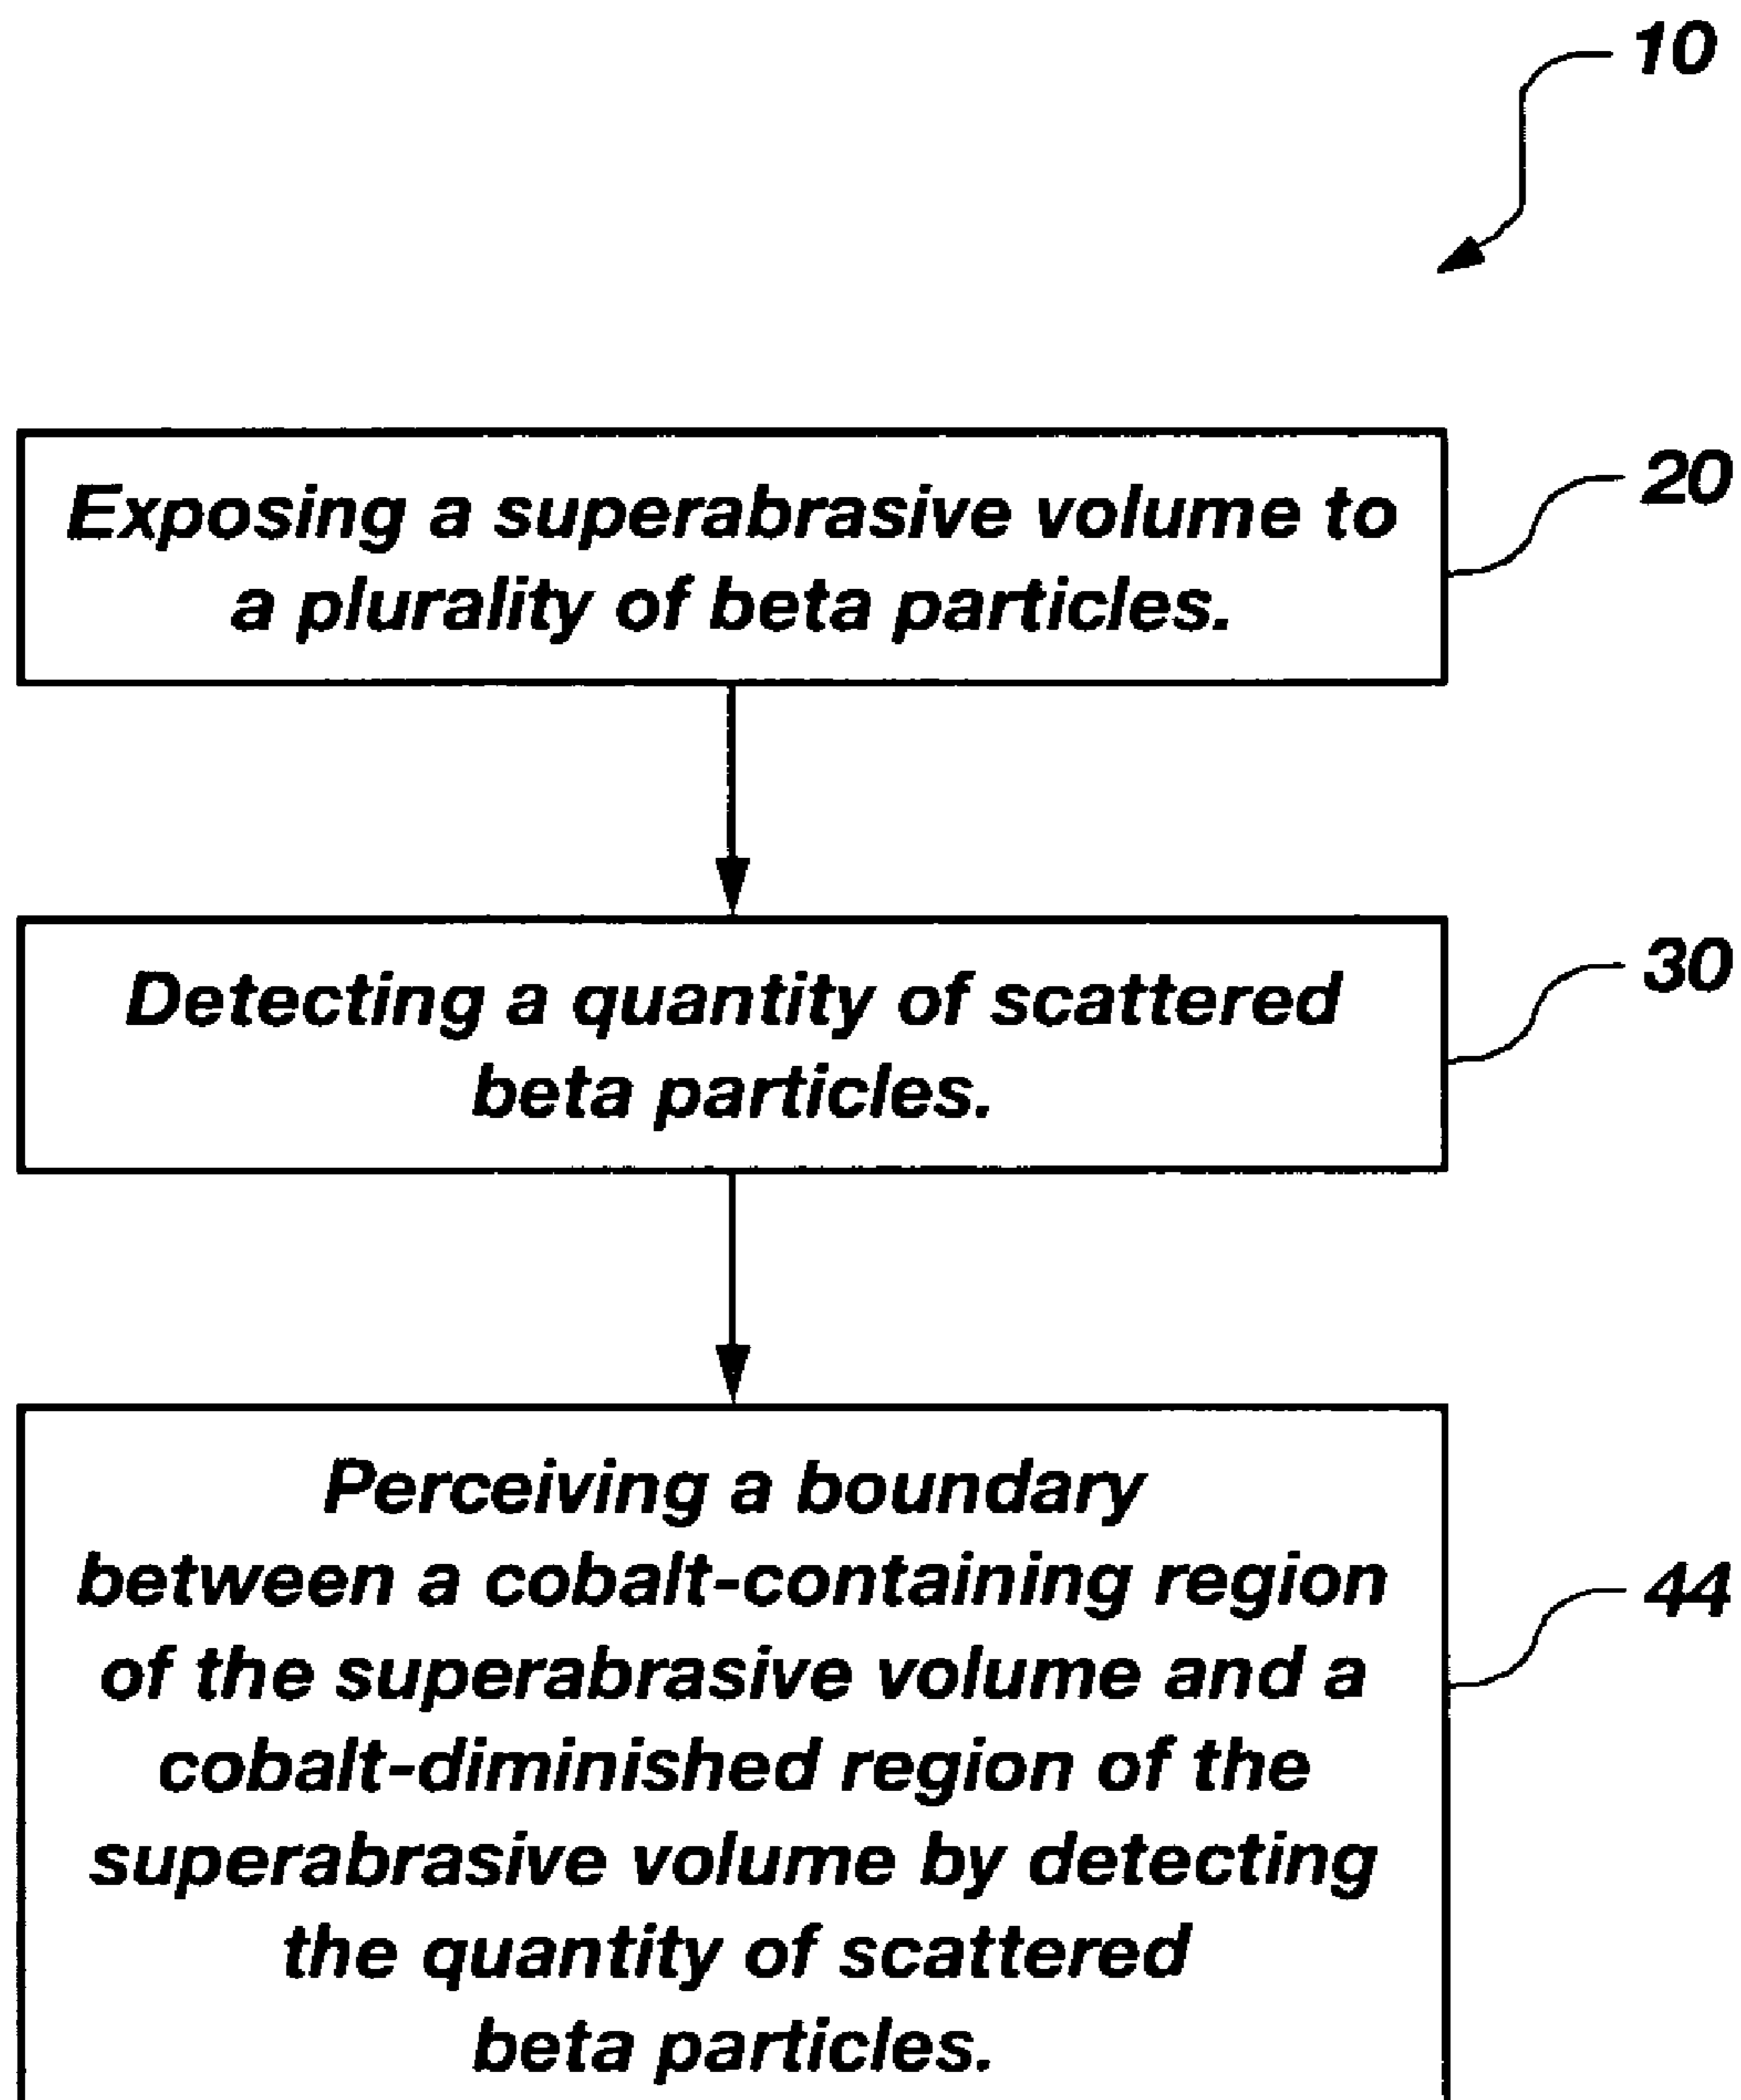 10
Exposing a superabrasive volume to
a plurality of beta particles.
20
Detecting a quantity of scattered
beta particles.
30
Perceiving a boundary
between a cobalt-containing region
of the superabrasive volume and a
cobalt-diminished region of the
superabrasive volume by detecting
the quantity of scattered
beta particles.
44